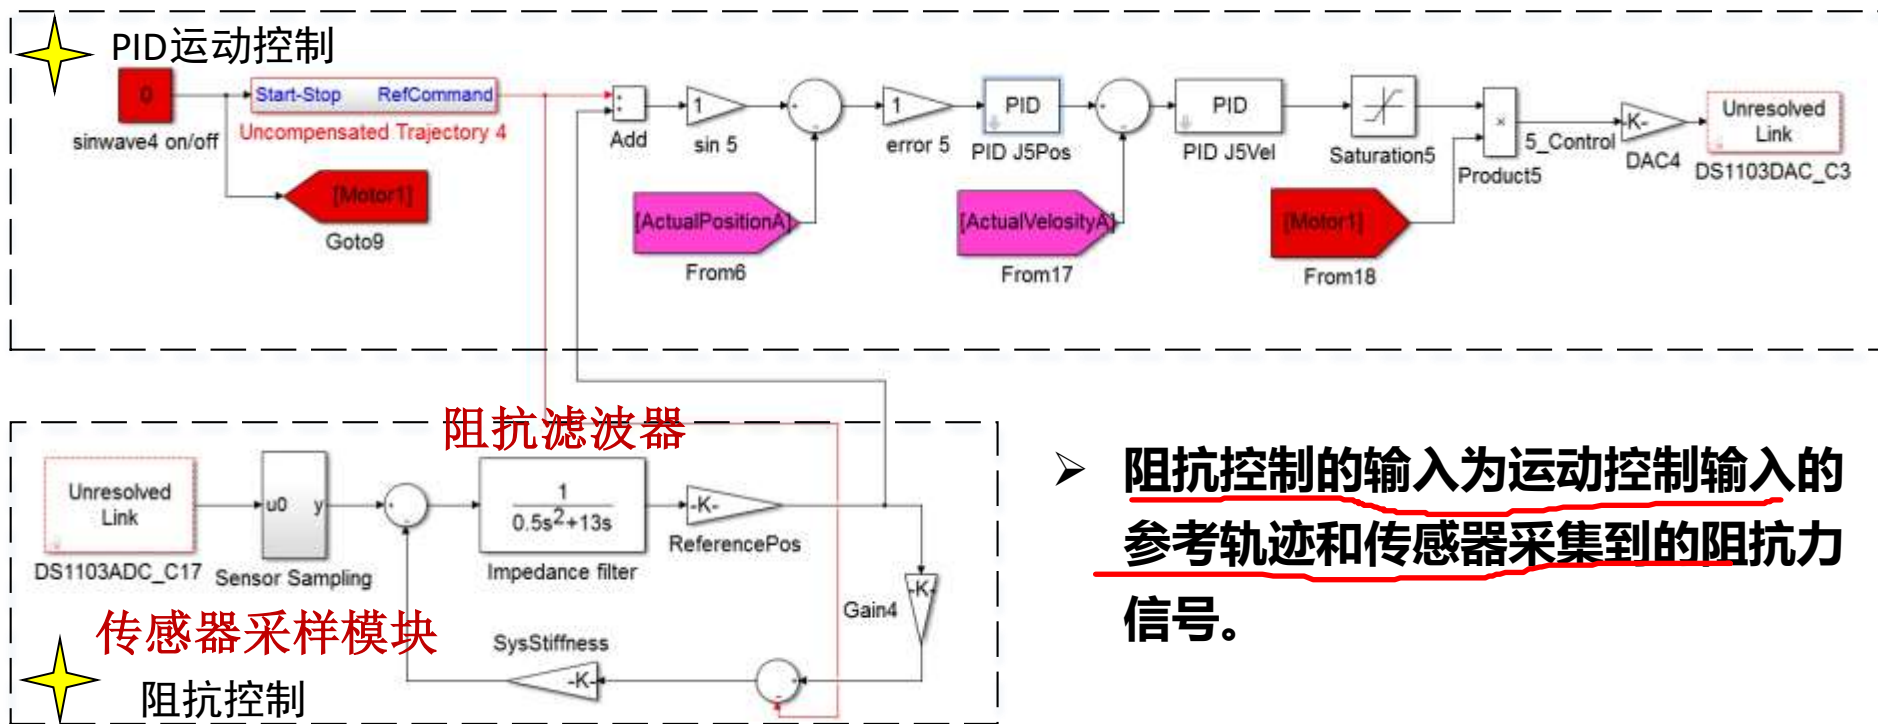 PID运动控制
0
sinwave4 on/off
Start-Stop RefCommand
Uncompensated Trajectory 4
[Motor1]
Goto9
Add
1
sin 5
[ActualPositionA]
From6
1
error 5
PID
PID J5Pos
[ActualVelosityA]
From17
PID
PID J5Vel
Saturation5
[Motor1]
From18
×
Product5
5_Control
-K-
DAC4
Unresolved
Link
DS1103DAC_C3
阻抗滤波器
Unresolved
Link
DS1103ADC_C17
u0 y
Sensor Sampling
1
0.5s²+13s
Impedance filter
-K-
ReferencePos
-K-
Gain4
SysStiffness
-K-
传感器采样模块
阻抗控制
➢ 阻抗控制的输入为运动控制输入的
参考轨迹和传感器采集到的阻抗力
信号。